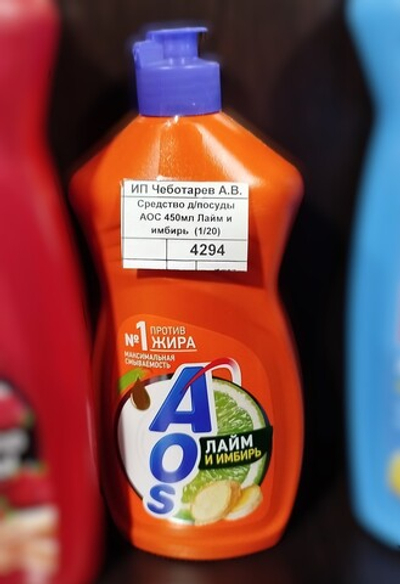 ИП Чеботарев А.В.
Средство д/посуды
АОС 450мл Лайм и
имбирь (1/20)
4294
№1 ПРОТИВ
ЖИРА
МАКСИМАЛЬНАЯ
СМЫВАЕМОСТЬ
AOS
ЛАЙМ
И ИМБИРЬ